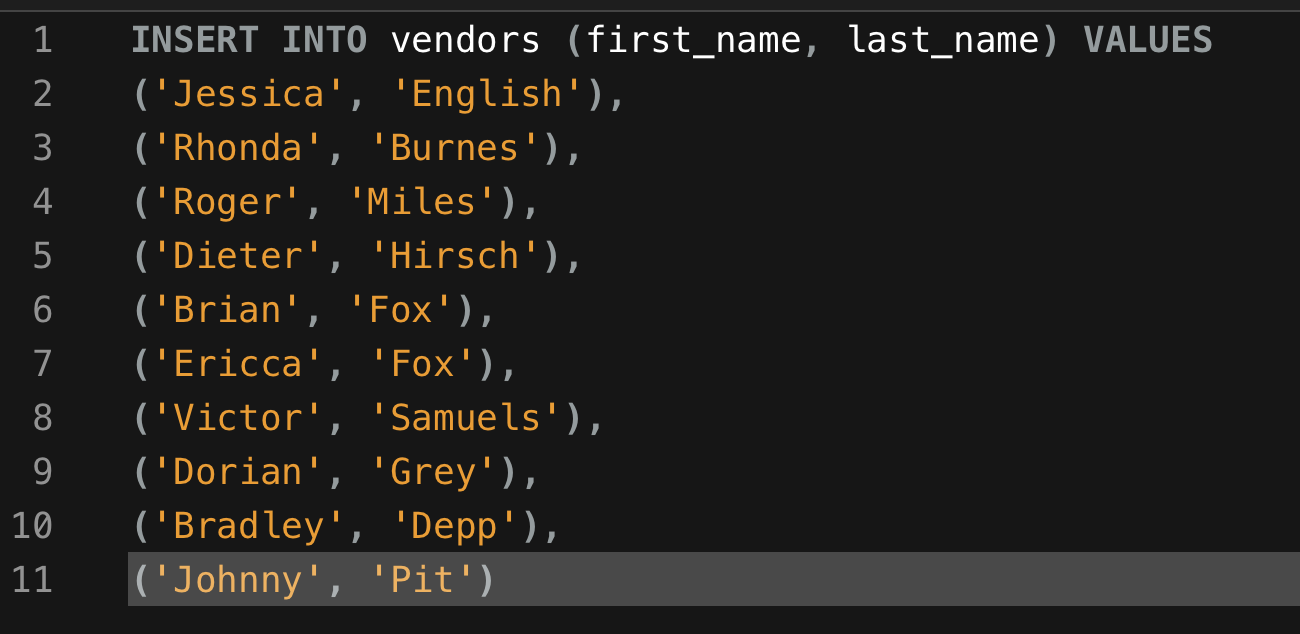 1 INSERT INTO vendors (first_name, last_name) VALUES
2 ('Jessica', 'English'),
3 ('Rhonda', 'Burnes'),
4 ('Roger', 'Miles'),
5 ('Dieter', 'Hirsch'),
6 ('Brian', 'Fox'),
7 ('Ericca', 'Fox'),
8 ('Victor', 'Samuels'),
9 ('Dorian', 'Grey'),
10 ('Bradley', 'Depp'),
11 ('Johnny', 'Pit')